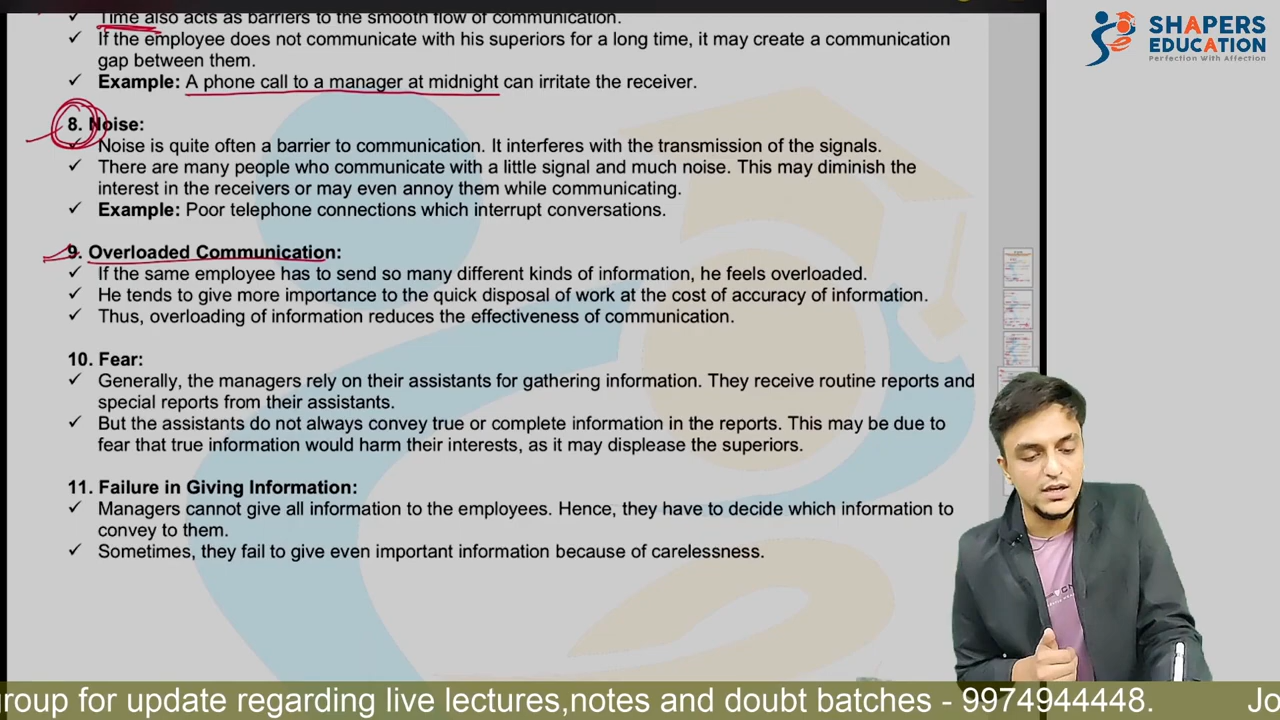 Time also acts as barriers to the smooth flow of communication.
✓ If the employee does not communicate with his superiors for a long time, it may create a communication
gap between them.
✓ Example: A phone call to a manager at midnight can irritate the receiver.
8. Noise:
✓ Noise is quite often a barrier to communication. It interferes with the transmission of the signals.
✓ There are many people who communicate with a little signal and much noise. This may diminish the
interest in the receivers or may even annoy them while communicating.
✓ Example: Poor telephone connections which interrupt conversations.
9. Overloaded Communication:
✓ If the same employee has to send so many different kinds of information, he feels overloaded.
✓ He tends to give more importance to the quick disposal of work at the cost of accuracy of information.
✓ Thus, overloading of information reduces the effectiveness of communication.
10. Fear:
✓ Generally, the managers rely on their assistants for gathering information. They receive routine reports and
special reports from their assistants.
✓ But the assistants do not always convey true or complete information in the reports. This may be due to
fear that true information would harm their interests, as it may displease the superiors.
11. Failure in Giving Information:
✓ Managers cannot give all information to the employees. Hence, they have to decide which information to
convey to them.
✓ Sometimes, they fail to give even important information because of carelessness.
SHAPERS
EDUCATION
Perfection With Affection
group for update regarding live lectures,notes and doubt batches - 9974944448. Jo